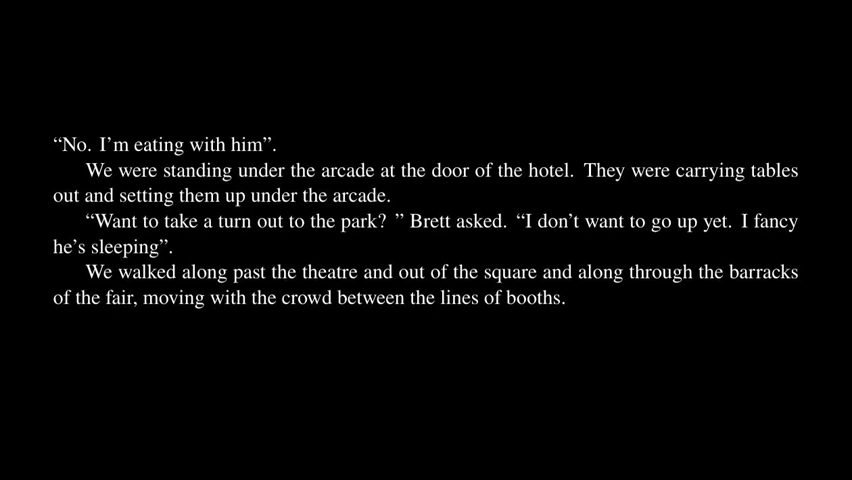 “No. I’m eating with him”.
We were standing under the arcade at the door of the hotel. They were carrying tables
out and setting them up under the arcade.
“Want to take a turn out to the park? ” Brett asked. “I don’t want to go up yet. I fancy
he’s sleeping”.
We walked along past the theatre and out of the square and along through the barracks
of the fair, moving with the crowd between the lines of booths.